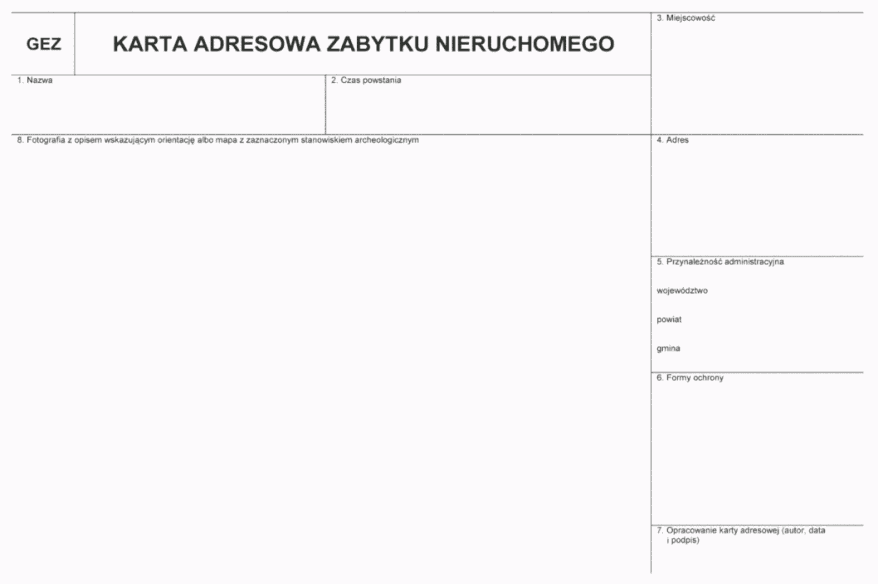 GEZ
KARTA ADRESOWA ZABYTKU NIERUCHOMEGO
3. Miejscowość
1. Nazwa
2. Czas powstania
8. Fotografia z opisem wskazującym orientację albo mapa z zaznaczonym stanowiskiem archeologicznym
4. Adres
5. Przynależność administracyjna
województwo
powiat
gmina
6. Formy ochrony
7. Opracowanie karty adresowej (autor, data
i podpis)